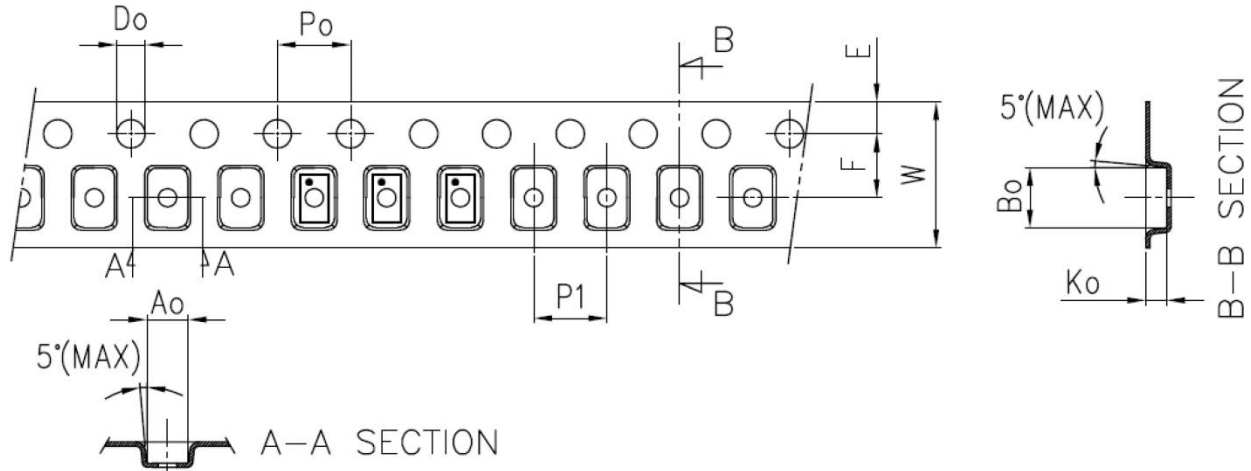 Do
Po
B
E
5°(MAX)
F
W
Bo
B-B SECTION
A
A
Ao
P1
B
Ko
5°(MAX)
A-A SECTION